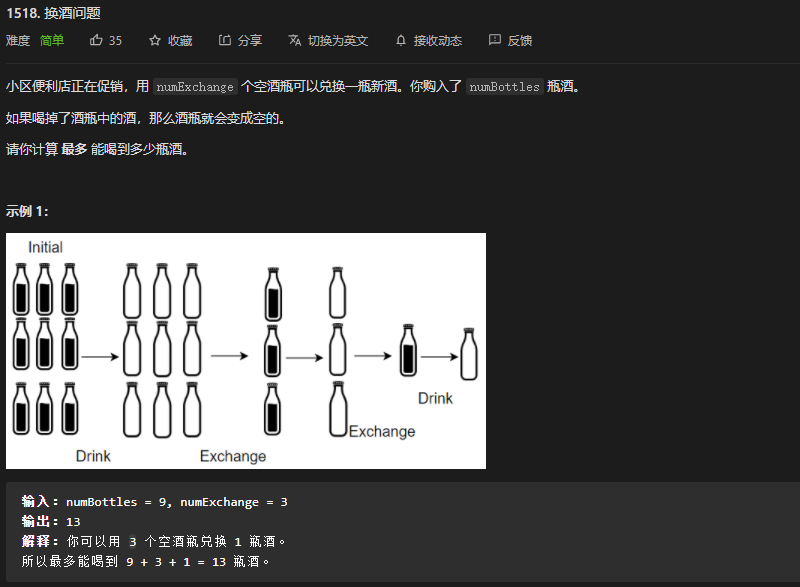 1518. 换酒问题
难度 简单 35 收藏 分享 切换为英文 接收动态 反馈
小区便利店正在促销，用 numExchange 个空酒瓶可以兑换一瓶新酒。你购入了 numBottles 瓶酒。
如果喝掉了酒瓶中的酒，那么酒瓶就会变成空的。
请你计算 最多 能喝到多少瓶酒。
示例 1：
Initial
Drink
Exchange
Exchange
Drink
输入：numBottles = 9, numExchange = 3
输出：13
解释：你可以用 3 个空酒瓶兑换 1 瓶酒。
所以最多能喝到 9 + 3 + 1 = 13 瓶酒。